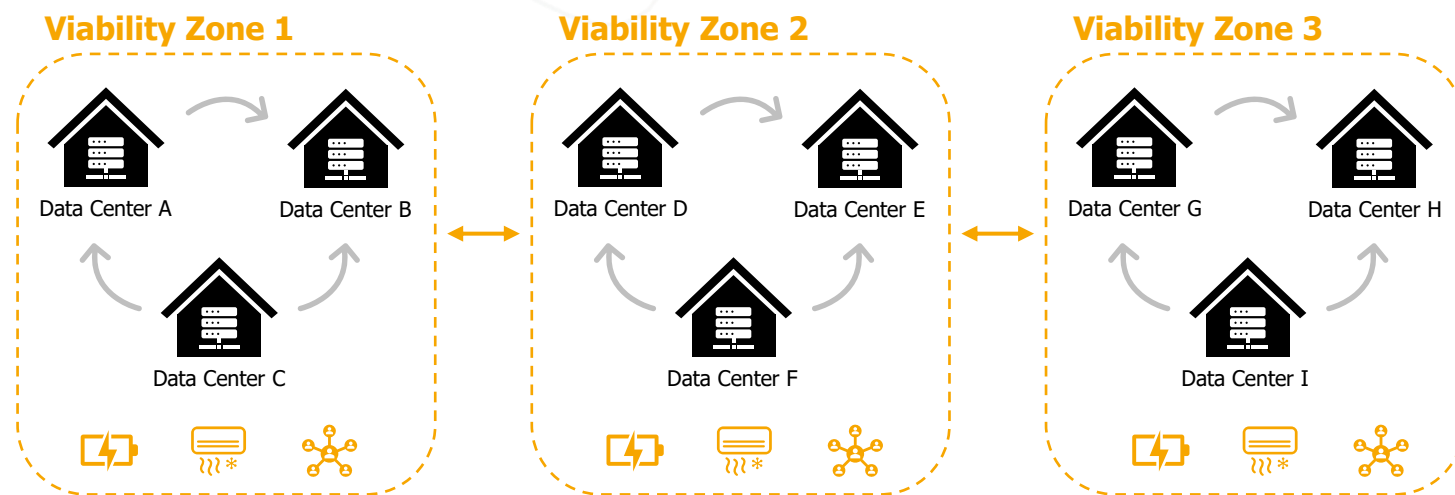 Viability Zone 1
Viability Zone 2
Viability Zone 3
Data Center A
Data Center B
Data Center D
Data Center E
Data Center G
Data Center H
Data Center C
Data Center F
Data Center I